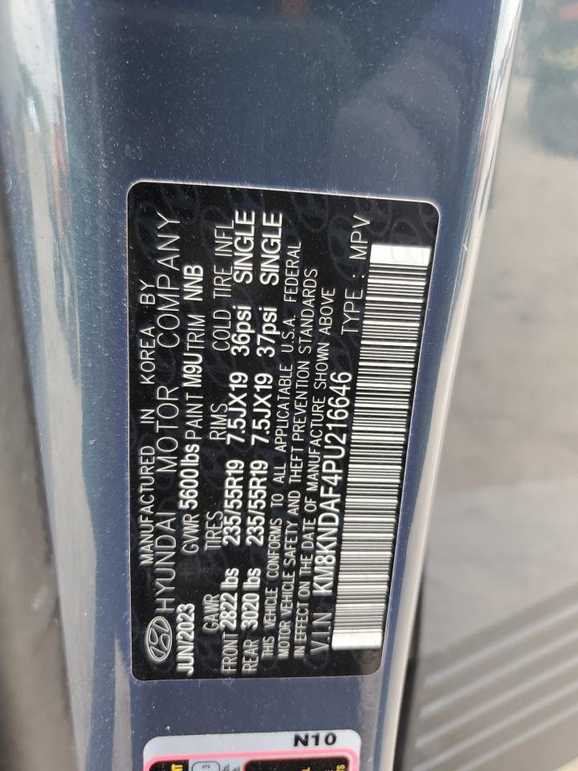 MANUFACTURED IN KOREA BY
HYUNDAI MOTOR COMPANY
JUN/2023 GVWR 5600 lbs PAINT M9U TRIM NNB
GAWR TIRES RIMS COLD TIRE INFL
FRONT 2822 lbs 235/55R19 7.5JX19 36psi SINGLE
REAR 3020 lbs 235/55R19 7.5JX19 37psi SINGLE
THIS VEHICLE CONFORMS TO ALL APPLICABLE U.S.A. FEDERAL
MOTOR VEHICLE SAFETY AND THEFT PREVENTION STANDARDS
IN EFFECT ON THE DATE OF MANUFACTURE SHOWN ABOVE
V.I.N KM8KNDAF4PU216646 TYPE : MPV
N10